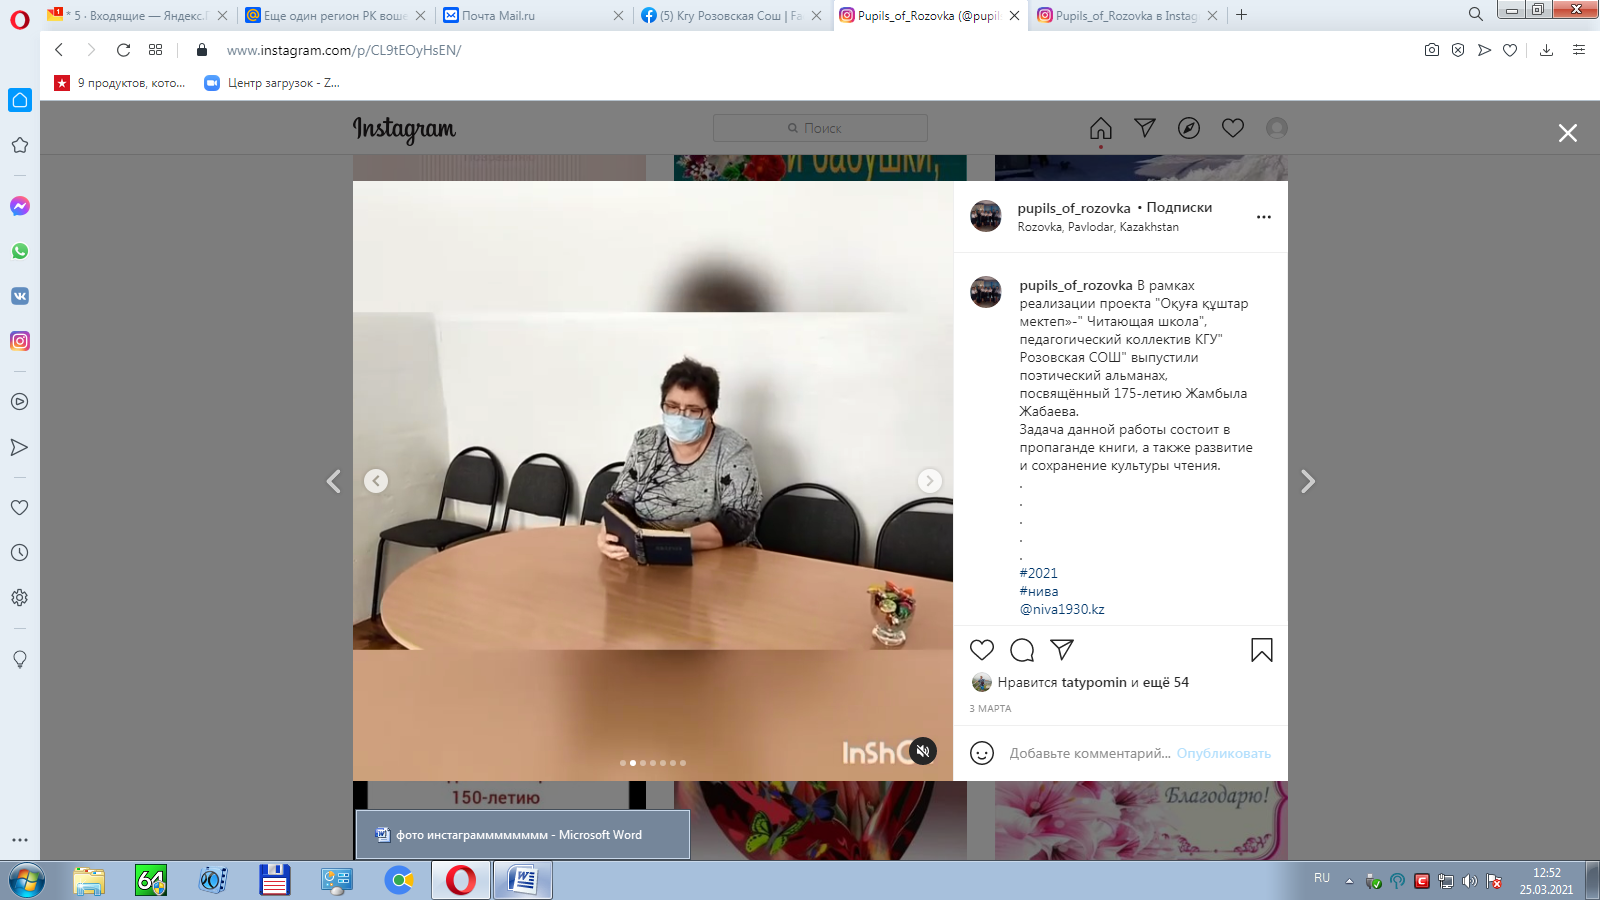 * 5 · Входящие — Яндекс.
Еще один регион РК воше
Почта Mail.ru
(5) Кгу Розовская Сош | Fa
Pupils_of_Rozovka (@pupil
Pupils_of_Rozovka в Instag
www.instagram.com/p/CL9tEOyHsEN/
9 продуктов, кото...
Центр загрузок - Z...
Instagram
Поиск
и бабушки,
pupils_of_rozovka • Подписки
Rozovka, Pavlodar, Kazakhstan
pupils_of_rozovka В рамках
реализации проекта "Оқуға құштар
мектеп»-" Читающая школа",
педагогический коллектив КГУ"
Розовская СОШ" выпустили
поэтический альманах,
посвящённый 175-летию Жамбыла
Жабаева.
Задача данной работы состоит в
пропаганде книги, а также развитие
и сохранение культуры чтения.
.
.
.
.
.
#2021
#нива
@niva1930.kz
Нравится tatypomin и ещё 54
3 МАРТА
Добавьте комментарий... Опубликовать
InShO
150-летию
Благодарю!
фото инстаграмммммммм - Microsoft Word
64
RU
12:52
25.03.2021